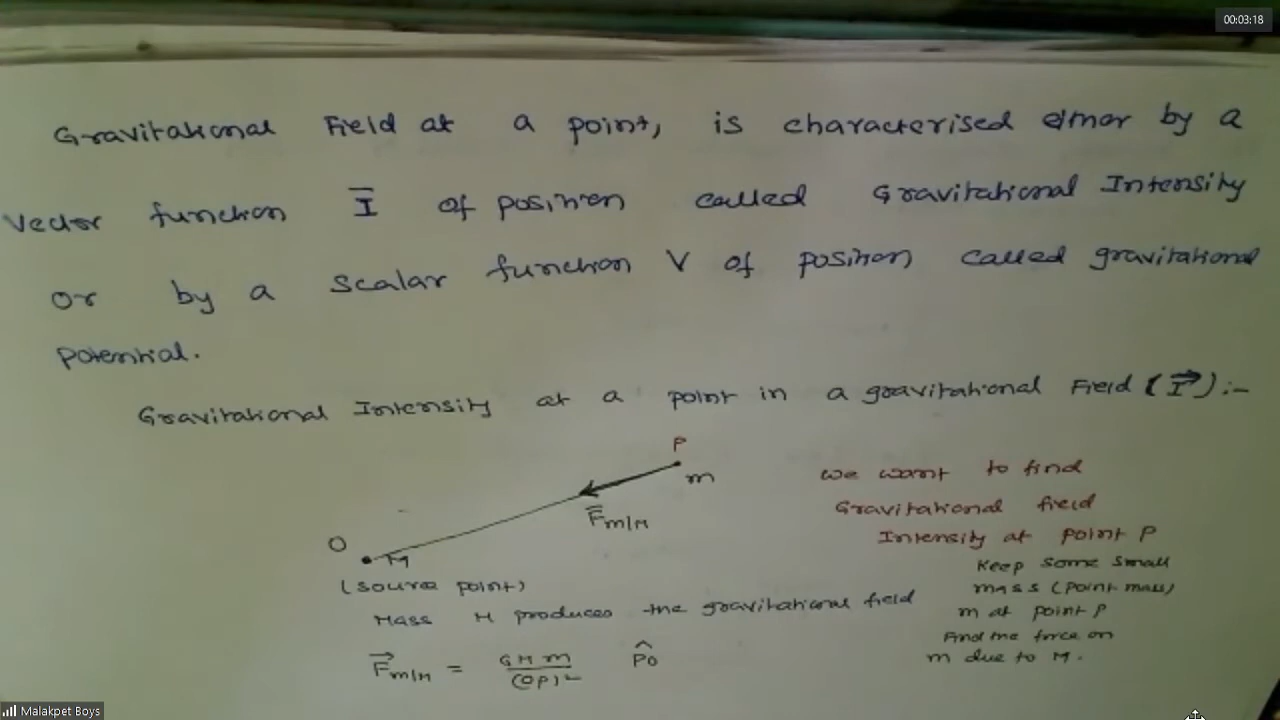 00:03:18
Gravitational Field at a point, is characterised either by a
Vector function I⃗ of position called Gravitational Intensity
or by a scalar function V of position called gravitational
potential.
Gravitational Intensity at a point in a gravitational Field (I⃗) :-
P
m
F⃗m/M
O
M
(source point)
Mass M produces the gravitational field
F⃗m/M = GMm/(OP)² P̂O
we want to find
Gravitational field
Intensity at point P
Keep some small
mass (point mass)
m at point P
Find the force on
m due to M.
Malakpet Boys